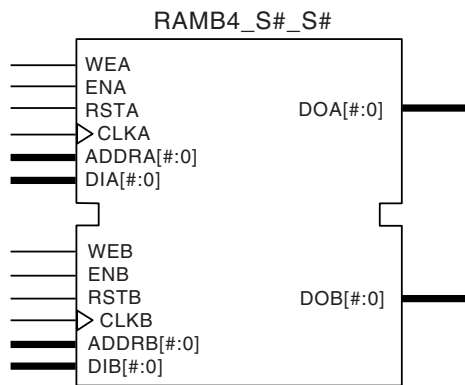 RAMB4_S#_S#
WEA
ENA
RSTA
CLKA
ADDRA[#:0]
DIA[#:0]
DOA[#:0]
WEB
ENB
RSTB
CLKB
ADDRB[#:0]
DIB[#:0]
DOB[#:0]